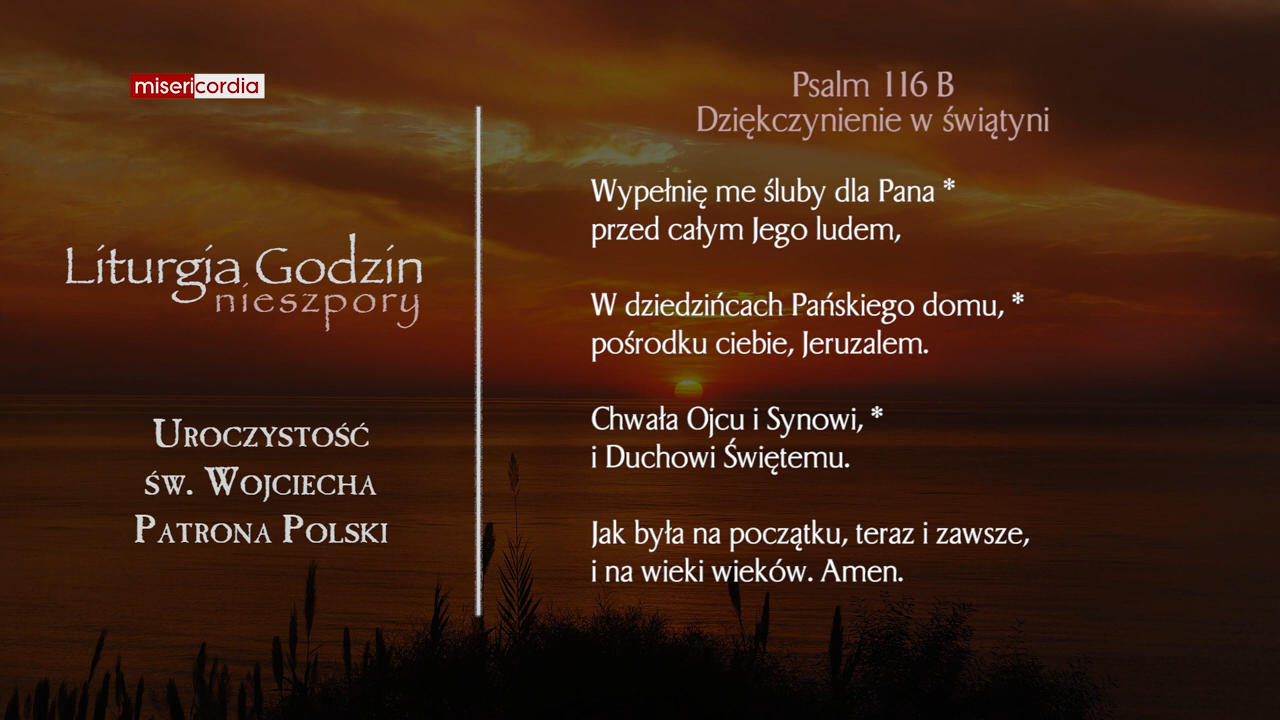 misericordia
Liturgia Godzin
nieszpory
Uroczystość
św. Wojciecha
Patrona Polski
Psalm 116 B
Dziękczynienie w świątyni
Wypełnię me śluby dla Pana *
przed całym Jego ludem,
W dziedzińcach Pańskiego domu, *
pośrodku ciebie, Jeruzalem.
Chwała Ojcu i Synowi, *
i Duchowi Świętemu.
Jak była na początku, teraz i zawsze,
i na wieki wieków. Amen.